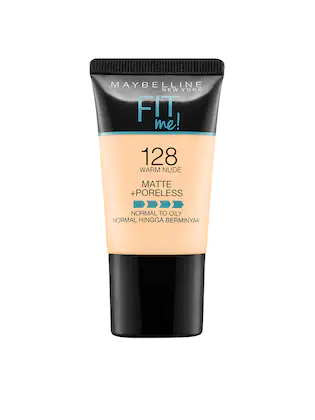 MAYBELLINE
NEW YORK
FIT
me!
128
WARM NUDE
MATTE
+PORELESS
NORMAL TO OILY
NORMAL HINGGA BERMINYAK